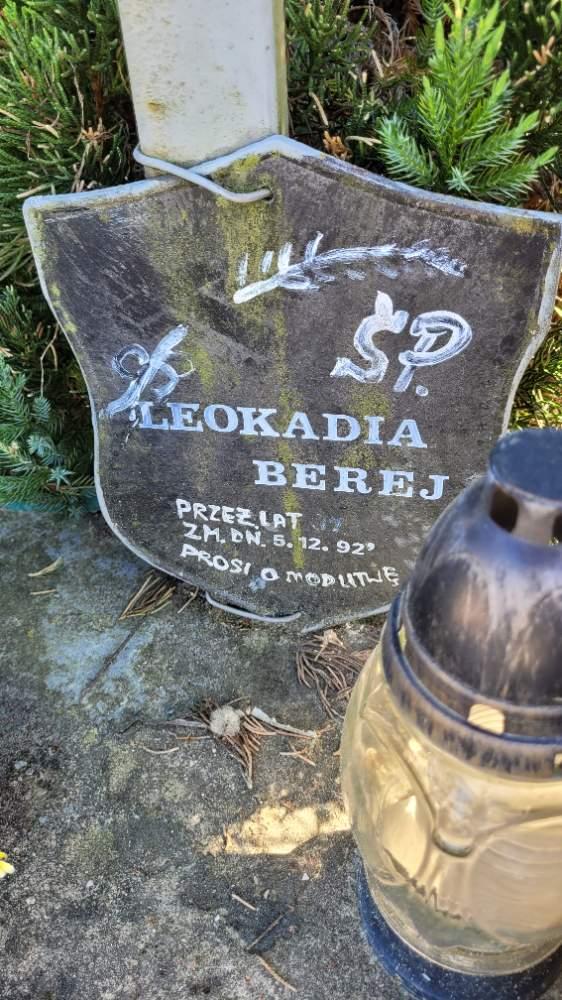 ŚP.
LEOKADIA
BEREJ
PRZEŻ. LAT
ZM. DN. 5.12.92'
PROSI O MODLITWĘ